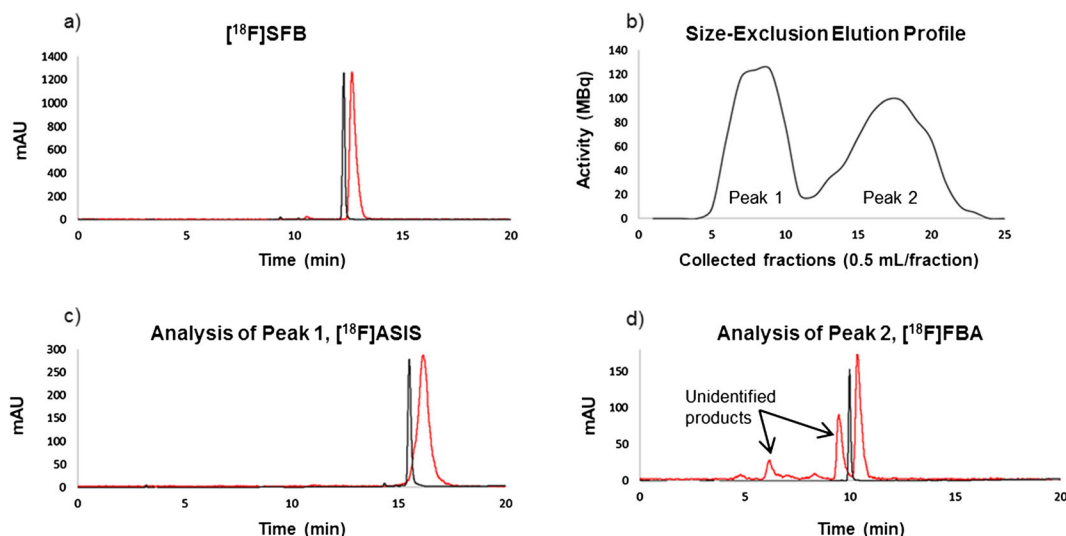 a)
[¹⁸F]SFB
1400
1200
1000
800
600
400
200
0
mAU
0 5 10 15 20
Time (min)
b)
Size-Exclusion Elution Profile
140
120
100
80
60
40
20
0
Activity (MBq)
Peak 1 Peak 2
0 5 10 15 20 25
Collected fractions (0.5 mL/fraction)
c)
Analysis of Peak 1, [¹⁸F]ASIS
300
250
200
150
100
50
0
mAU
0 5 10 15 20
Time (min)
d)
Analysis of Peak 2, [¹⁸F]FBA
150
100
50
0
mAU
Unidentified
products
0 5 10 15 20
Time (min)